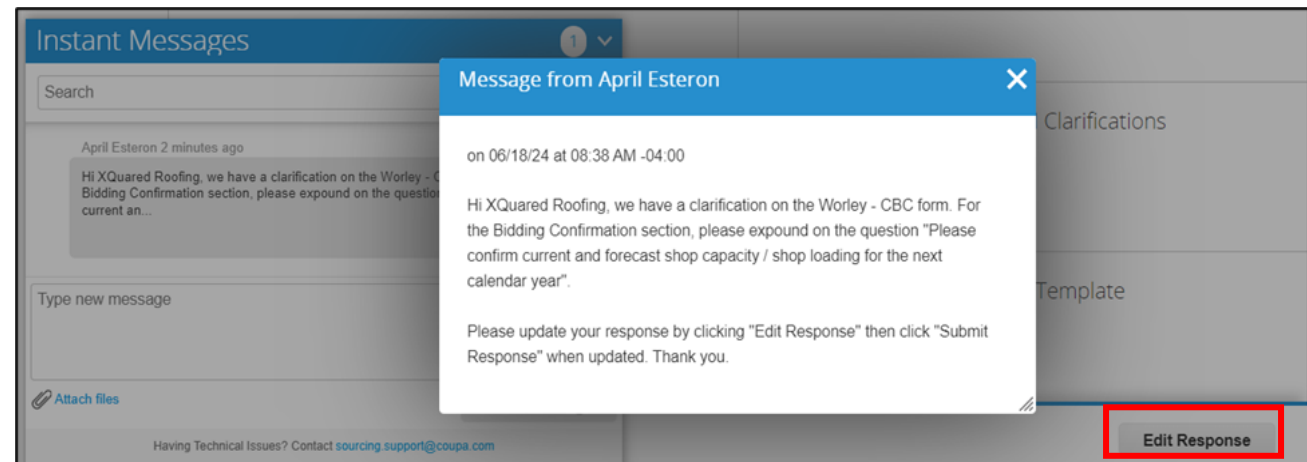 Instant Messages
1
Search
April Esteron 2 minutes ago
Hi XQuared Roofing, we have a clarification on the Worley -
Bidding Confirmation section, please expound on the question
current an...
Type new message
Attach files
Having Technical Issues? Contact sourcing.support@coupa.com
Message from April Esteron
on 06/18/24 at 08:38 AM -04:00
Hi XQuared Roofing, we have a clarification on the Worley - CBC form. For
the Bidding Confirmation section, please expound on the question "Please
confirm current and forecast shop capacity / shop loading for the next
calendar year".
Please update your response by clicking "Edit Response" then click "Submit
Response" when updated. Thank you.
Clarifications
Template
Edit Response